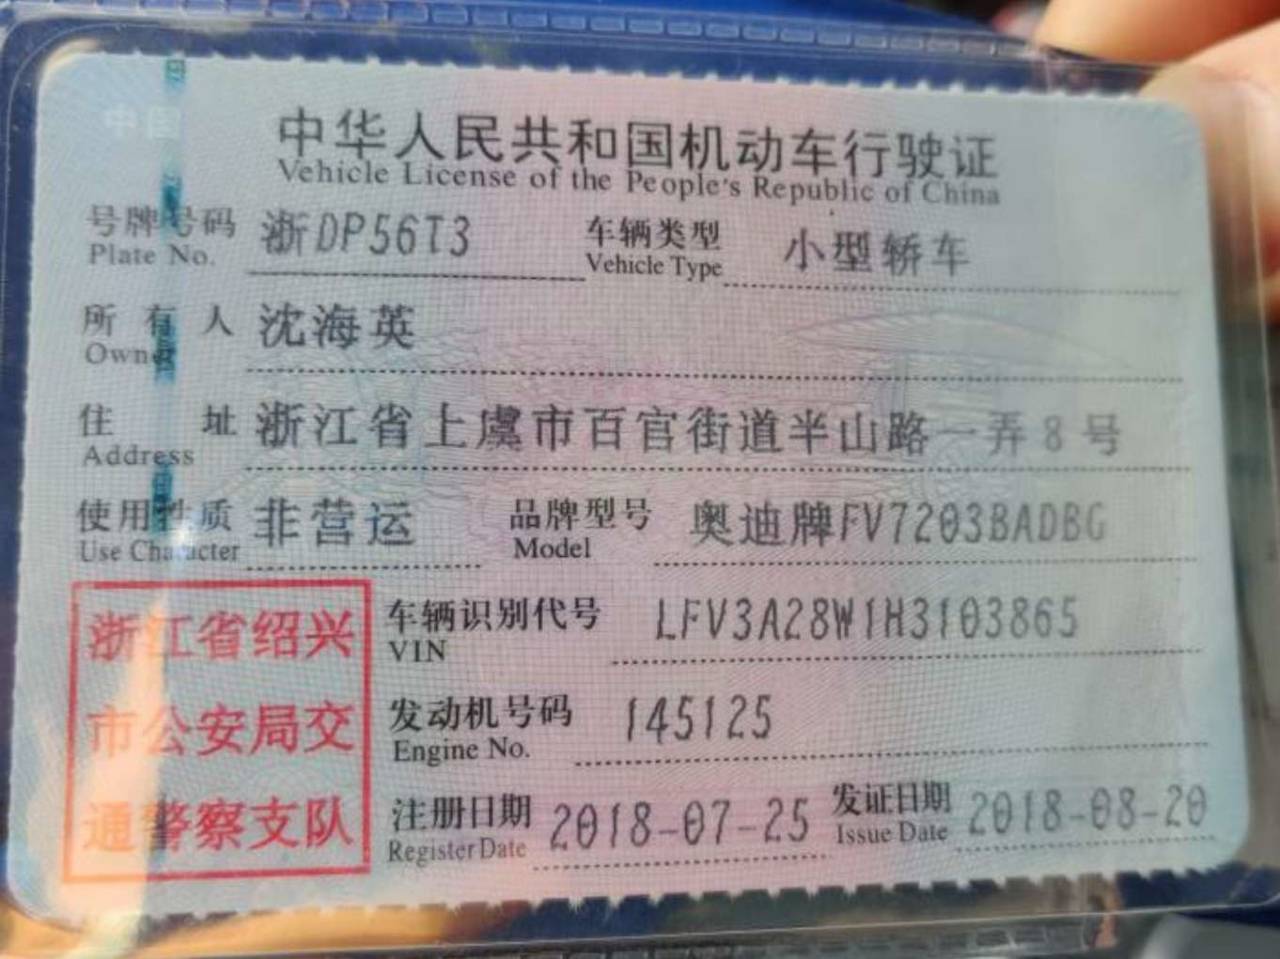 中国
中华人民共和国机动车行驶证
Vehicle License of the People's Republic of China
号牌号码 浙DP56T3 车辆类型 小型轿车
Plate No. Vehicle Type
所有人 沈海英
Owner
住址 浙江省上虞市百官街道半山路一弄8号
Address
使用性质 非营运 品牌型号 奥迪牌FV7203BADBG
Use Character Model
浙江省绍兴
市公安局交
通警察支队
车辆识别代号 LFV3A28W1H3103865
VIN
发动机号码 145125
Engine No.
注册日期 2018-07-25 发证日期 2018-08-20
Register Date Issue Date